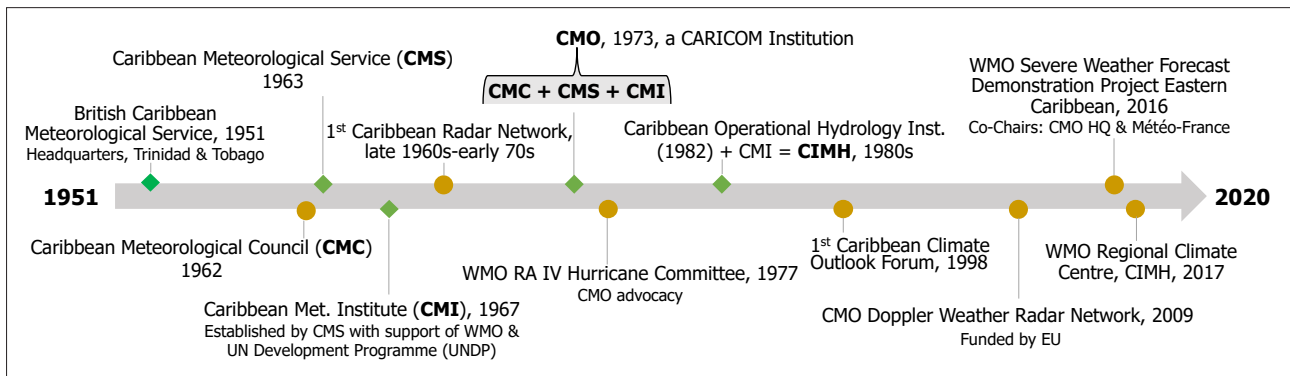 CMO, 1973, a CARICOM Institution
CMC + CMS + CMI
Caribbean Meteorological Service (CMS)
1963
British Caribbean
Meteorological Service, 1951
Headquarters, Trinidad & Tobago
1st Caribbean Radar Network,
late 1960s-early 70s
Caribbean Operational Hydrology Inst.
(1982) + CMI = CIMH, 1980s
WMO Severe Weather Forecast
Demonstration Project Eastern
Caribbean, 2016
Co-Chairs: CMO HQ & Météo-France
1951
2020
Caribbean Meteorological Council (CMC)
1962
Caribbean Met. Institute (CMI), 1967
Established by CMS with support of WMO &
UN Development Programme (UNDP)
WMO RA IV Hurricane Committee, 1977
CMO advocacy
1st Caribbean Climate
Outlook Forum, 1998
CMO Doppler Weather Radar Network, 2009
Funded by EU
WMO Regional Climate
Centre, CIMH, 2017